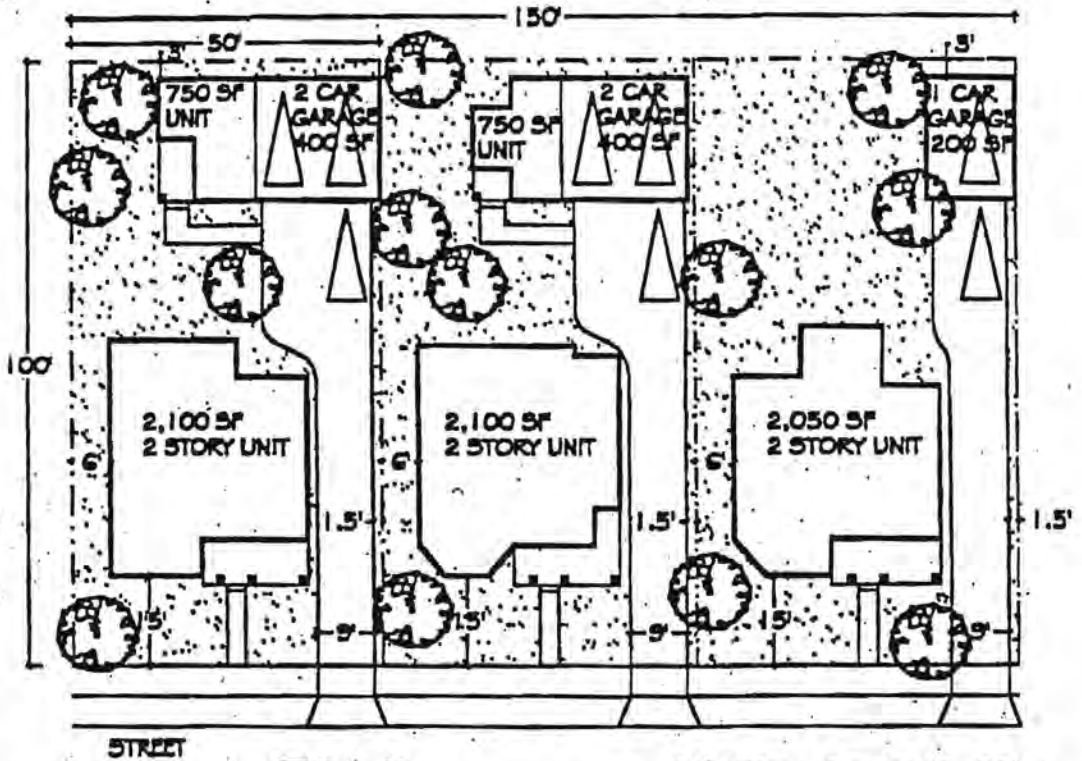 150'
50'
3'
3'
750 SF
UNIT
2 CAR
GARAGE
400 SF
750 SF
UNIT
2 CAR
GARAGE
400 SF
1 CAR
GARAGE
200 SF
100'
2,100 SF
2 STORY UNIT
2,100 SF
2 STORY UNIT
2,050 SF
2 STORY UNIT
6'
6'
6'
1.5'
1.5'
1.5'
15'
9'
15'
9'
15'
9'
STREET